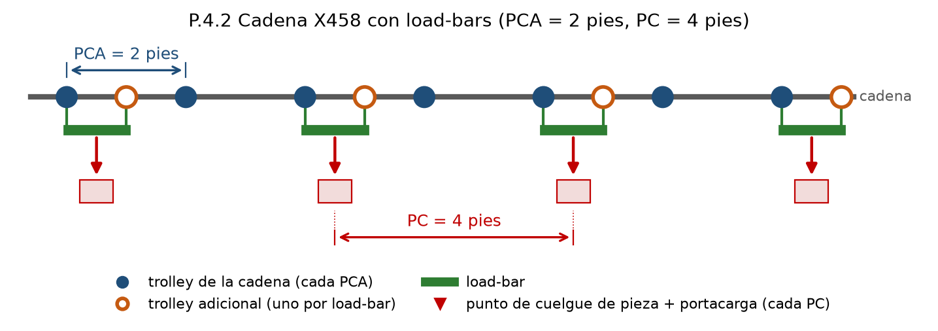 P.4.2 Cadena X458 con load-bars (PCA = 2 pies, PC = 4 pies)
PCA = 2 pies
cadena
PC = 4 pies
trolley de la cadena (cada PCA)
load-bar
trolley adicional (uno por load-bar)
punto de cuelgue de pieza + portacarga (cada PC)